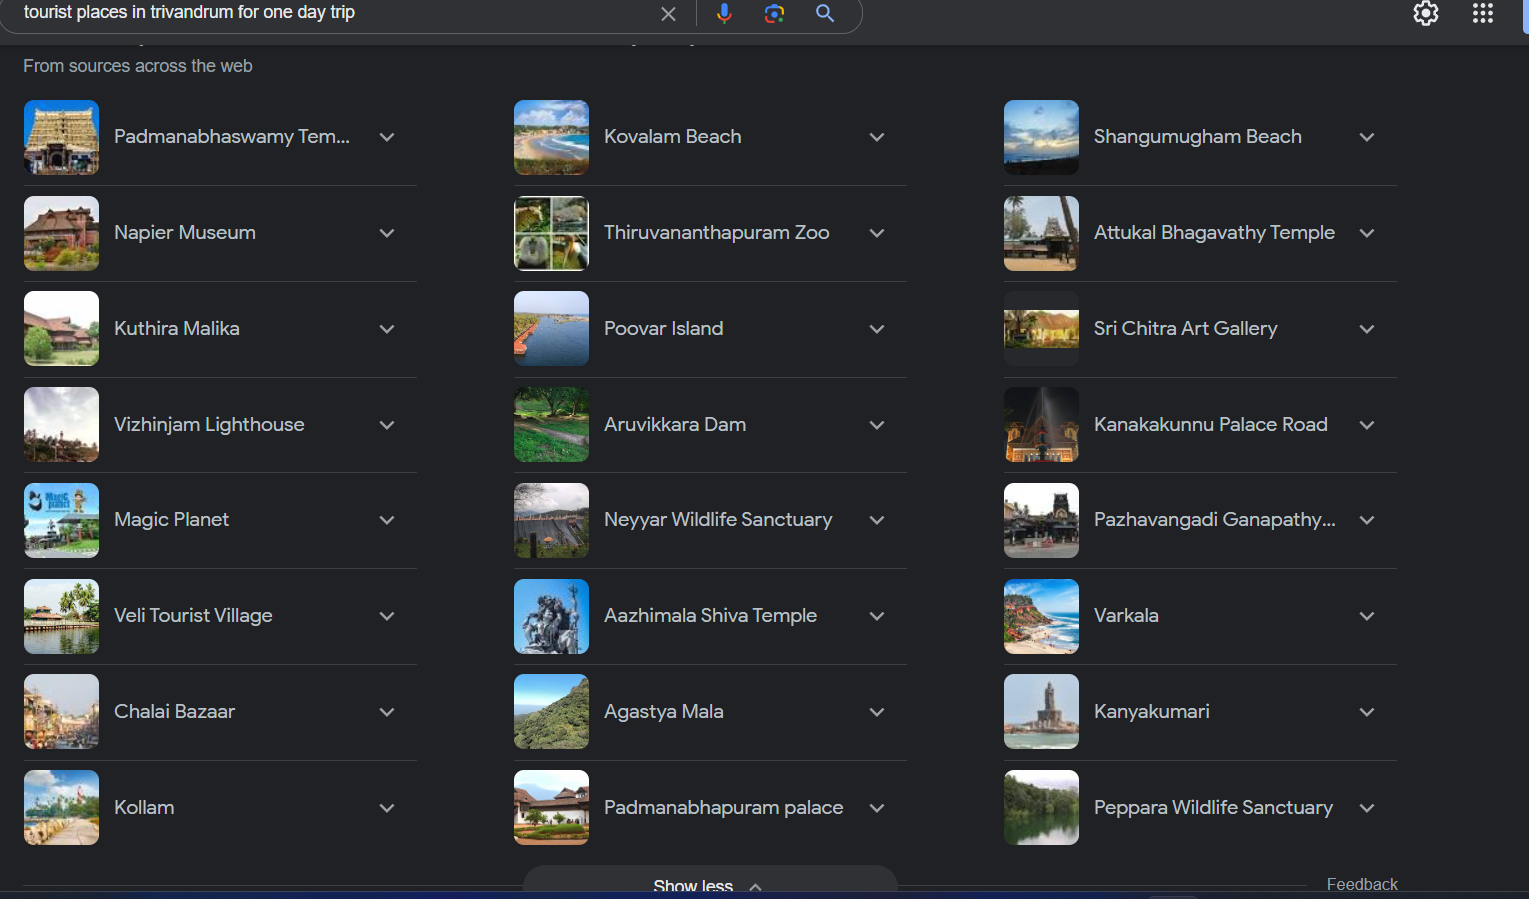 tourist places in trivandrum for one day trip
From sources across the web
Padmanabhaswamy Tem...
Kovalam Beach
Shangumugham Beach
Napier Museum
Thiruvananthapuram Zoo
Attukal Bhagavathy Temple
Kuthira Malika
Poovar Island
Sri Chitra Art Gallery
Vizhinjam Lighthouse
Aruvikkara Dam
Kanakakunnu Palace Road
Magic Planet
Neyyar Wildlife Sanctuary
Pazhavangadi Ganapathy...
Veli Tourist Village
Aazhimala Shiva Temple
Varkala
Chalai Bazaar
Agastya Mala
Kanyakumari
Kollam
Padmanabhapuram palace
Peppara Wildlife Sanctuary
Show less
Feedback